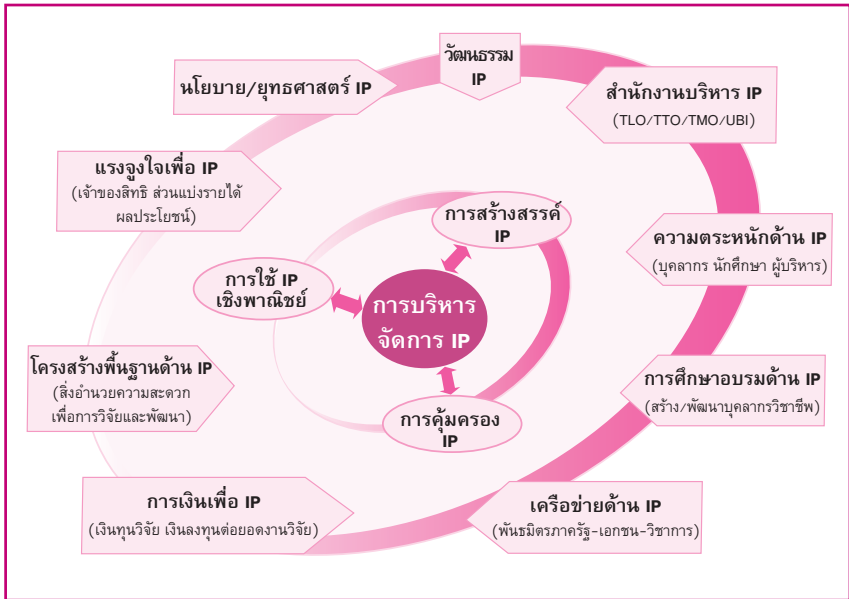 วัฒนธรรม
IP
นโยบาย/ยุทธศาสตร์ IP
สำนักงานบริหาร IP
(TLO/TTO/TMO/UBI)
แรงจูงใจเพื่อ IP
(เจ้าของสิทธิ ส่วนแบ่งรายได้
ผลประโยชน์)
การสร้างสรรค์
IP
ความตระหนักด้าน IP
(บุคลากร นักศึกษา ผู้บริหาร)
การใช้ IP
เชิงพาณิชย์
การบริหาร
จัดการ IP
โครงสร้างพื้นฐานด้าน IP
(สิ่งอำนวยความสะดวก
เพื่อการวิจัยและพัฒนา)
การศึกษาอบรมด้าน IP
(สร้าง/พัฒนาบุคลากรวิชาชีพ)
การคุ้มครอง
IP
การเงินเพื่อ IP
(เงินทุนวิจัย เงินลงทุนต่อยอดงานวิจัย)
เครือข่ายด้าน IP
(พันธมิตรภาครัฐ-เอกชน-วิชาการ)